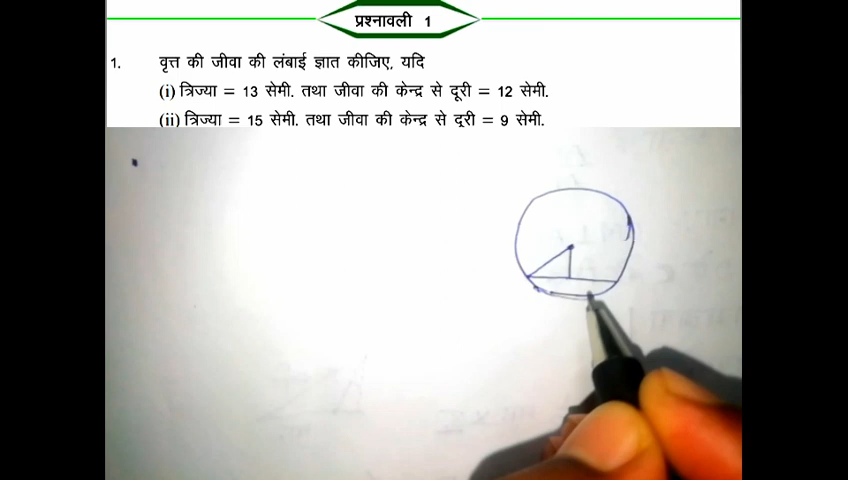 प्रश्नावली 1
1. वृत्त की जीवा की लंबाई ज्ञात कीजिए, यदि
(i) त्रिज्या = 13 सेमी. तथा जीवा की केन्द्र से दूरी = 12 सेमी.
(ii) त्रिज्या = 15 सेमी. तथा जीवा की केन्द्र से दूरी = 9 सेमी.